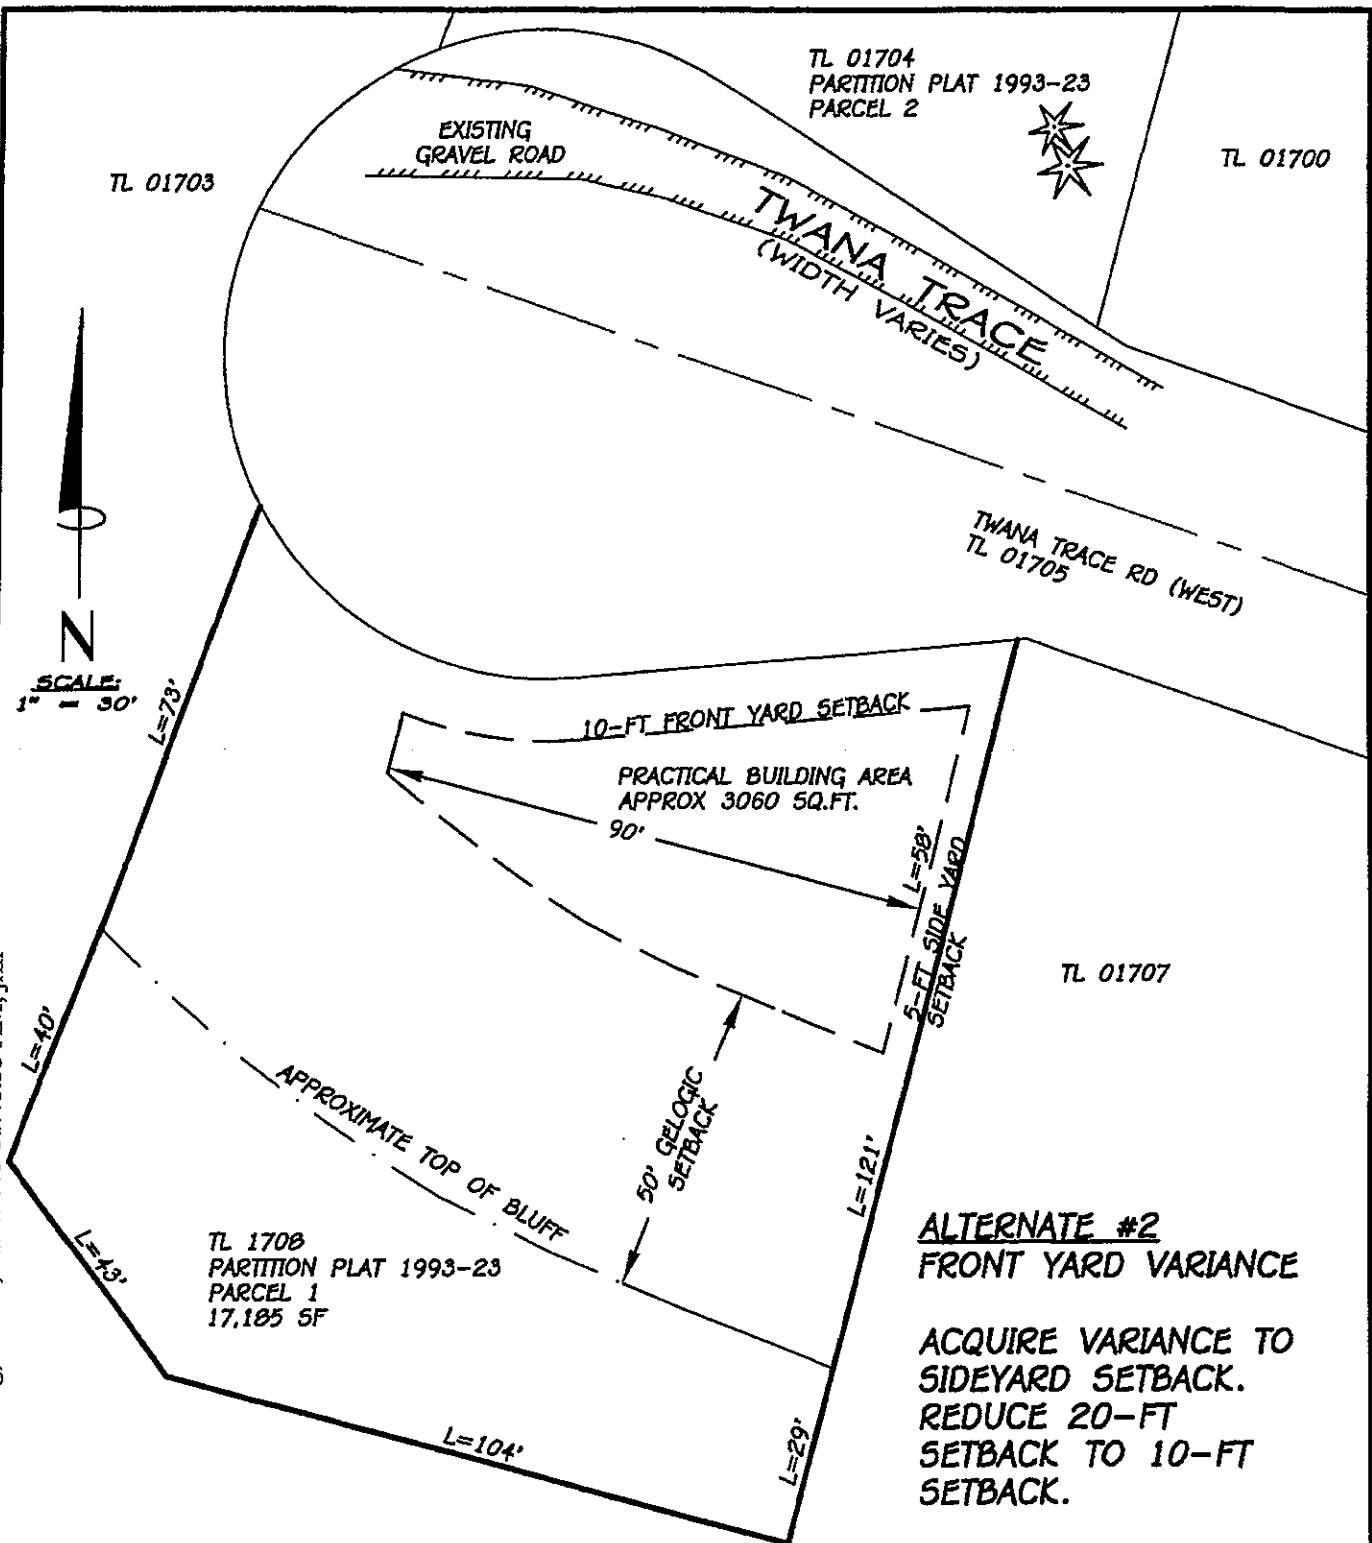 TL 01704
PARTITION PLAT 1993-23
PARCEL 2
EXISTING
GRAVEL ROAD
TL 01703
TL 01700
TWANA TRACE
(WIDTH VARIES)
TWANA TRACE RD (WEST)
TL 01705
N
SCALE:
1" = 30'
L=73'
10-FT FRONT YARD SETBACK
PRACTICAL BUILDING AREA
APPROX 3060 SQ.FT.
90'
L=58'
5-FT SIDE YARD
SETBACK
TL 01707
L=40'
APPROXIMATE TOP OF BLUFF
50' GELOGIC
SETBACK
L=121'
L=43'
TL 1708
PARTITION PLAT 1993-23
PARCEL 1
17,185 SF
L=104'
L=29'
ALTERNATE #2
FRONT YARD VARIANCE
ACQUIRE VARIANCE TO
SIDEYARD SETBACK.
REDUCE 20-FT
SETBACK TO 10-FT
SETBACK.